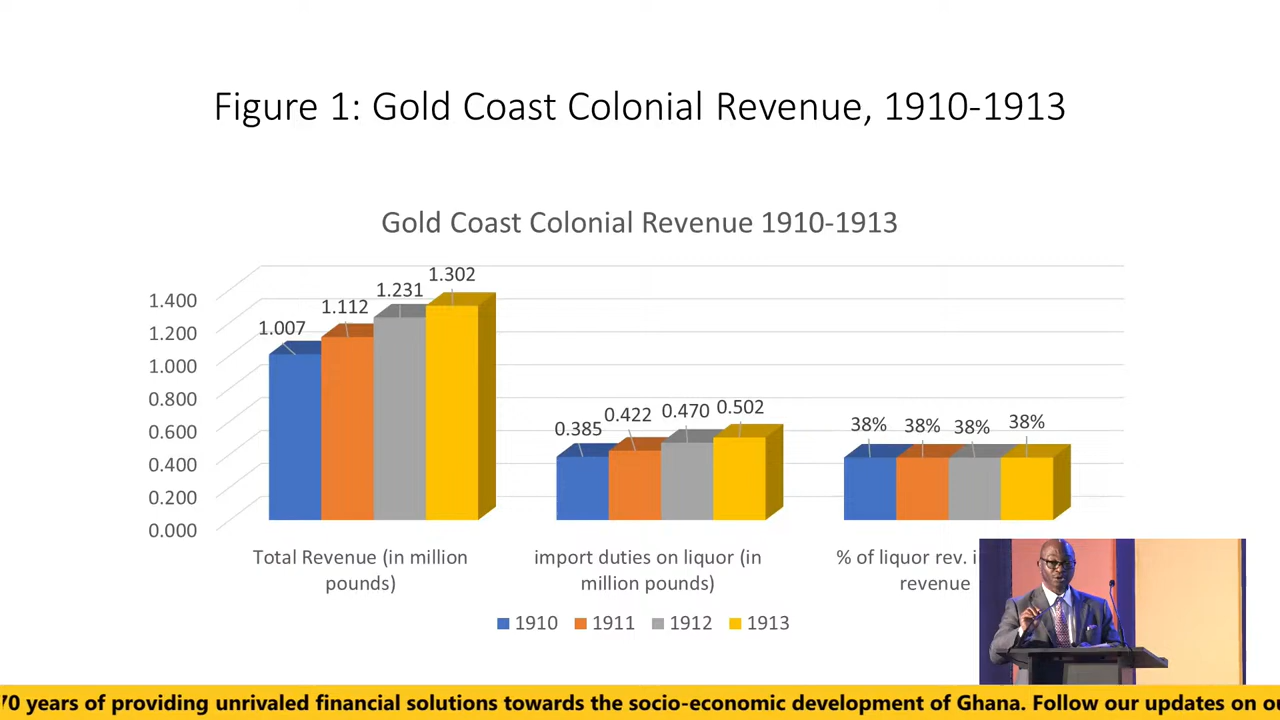 Figure 1: Gold Coast Colonial Revenue, 1910-1913
Gold Coast Colonial Revenue 1910-1913
1.400
1.200
1.000
0.800
0.600
0.400
0.200
0.000
1.007
1.112
1.231
1.302
0.385
0.422
0.470
0.502
38%
38%
38%
38%
Total Revenue (in million
pounds)
import duties on liquor (in
million pounds)
% of liquor rev.
revenue
1910
1911
1912
1913
70 years of providing unrivaled financial solutions towards the socio-economic development of Ghana. Follow our updates on